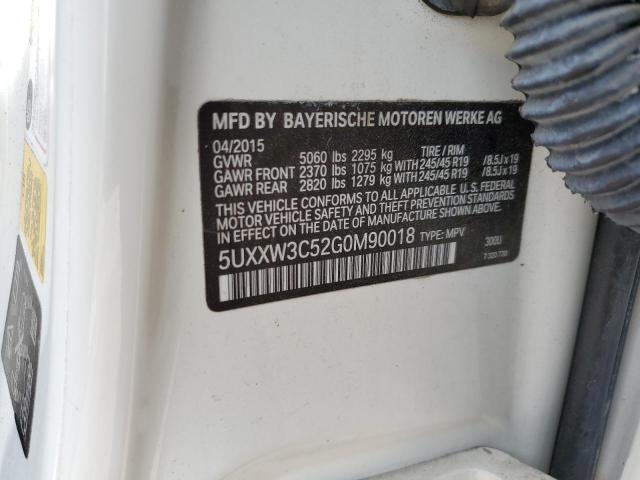 MFD BY BAYERISCHE MOTOREN WERKE AG
04/2015 TIRE / RIM
GVWR 5060 lbs 2295 kg
GAWR FRONT 2370 lbs 1075 kg WITH 245/45 R19 /8.5J x 19
GAWR REAR 2820 lbs 1279 kg WITH 245/45 R19 /8.5J x 19
THIS VEHICLE CONFORMS TO ALL APPLICABLE U.S. FEDERAL
MOTOR VEHICLE SAFETY AND THEFT PREVENTION STANDARDS
IN EFFECT ON THE DATE OF MANUFACTURE SHOWN ABOVE.
5UXXW3C52G0M90018 TYPE: MPV 300U